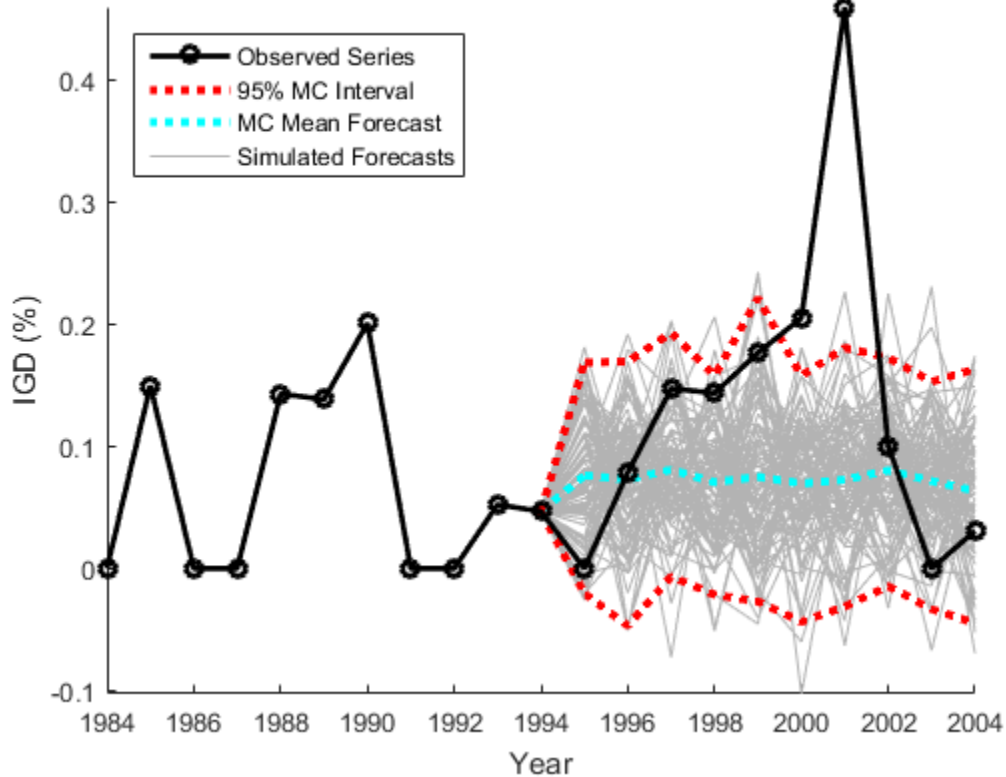 Observed Series
95% MC Interval
MC Mean Forecast
Simulated Forecasts
0.4
0.3
0.2
0.1
0
-0.1
IGD (%)
1984 1986 1988 1990 1992 1994 1996 1998 2000 2002 2004
Year